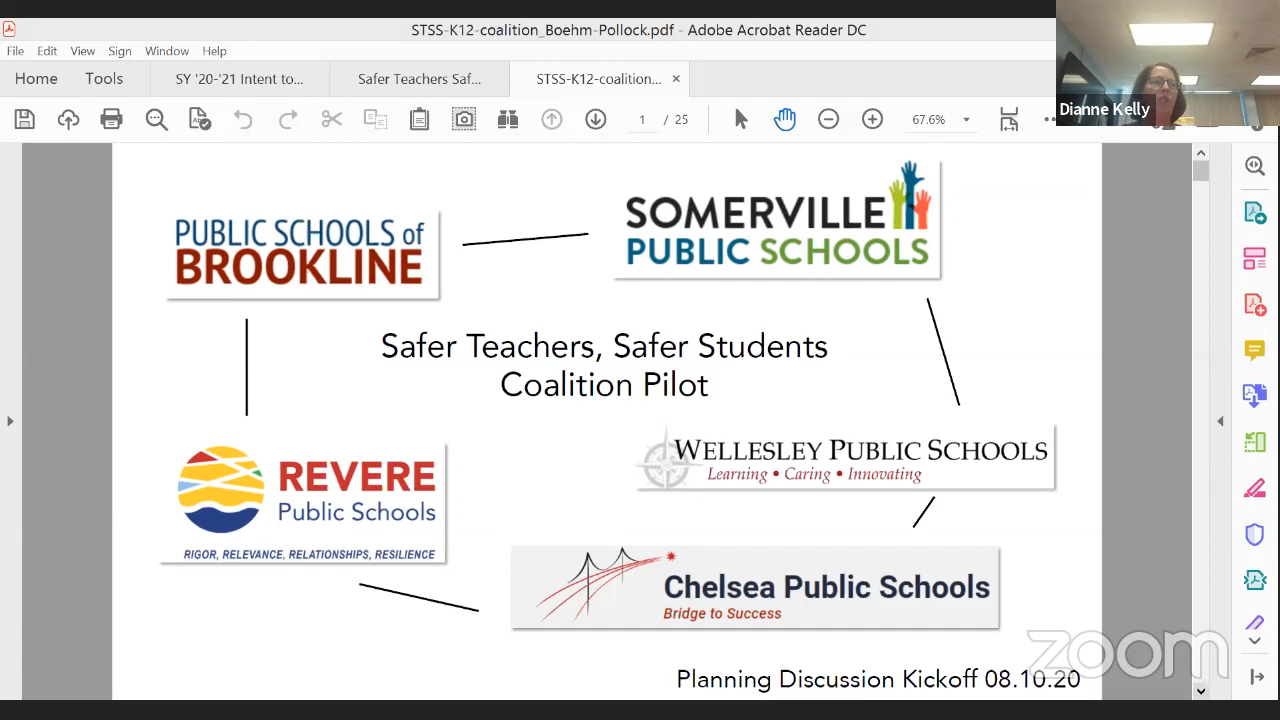 STSS-K12-coalition_Boehm-Pollock.pdf - Adobe Acrobat Reader DC
File Edit View Sign Window Help
Home Tools SY '20-'21 Intent to... Safer Teachers Saf... STSS-K12-coalition... ×
1 / 25 67.6%
Dianne Kelly
PUBLIC SCHOOLS of
BROOKLINE
SOMERVILLE
PUBLIC SCHOOLS
Safer Teachers, Safer Students
Coalition Pilot
REVERE
Public Schools
RIGOR, RELEVANCE, RELATIONSHIPS, RESILIENCE
WELLESLEY PUBLIC SCHOOLS
Learning • Caring • Innovating
Chelsea Public Schools
Bridge to Success
zoom
Planning Discussion Kickoff 08.10.20